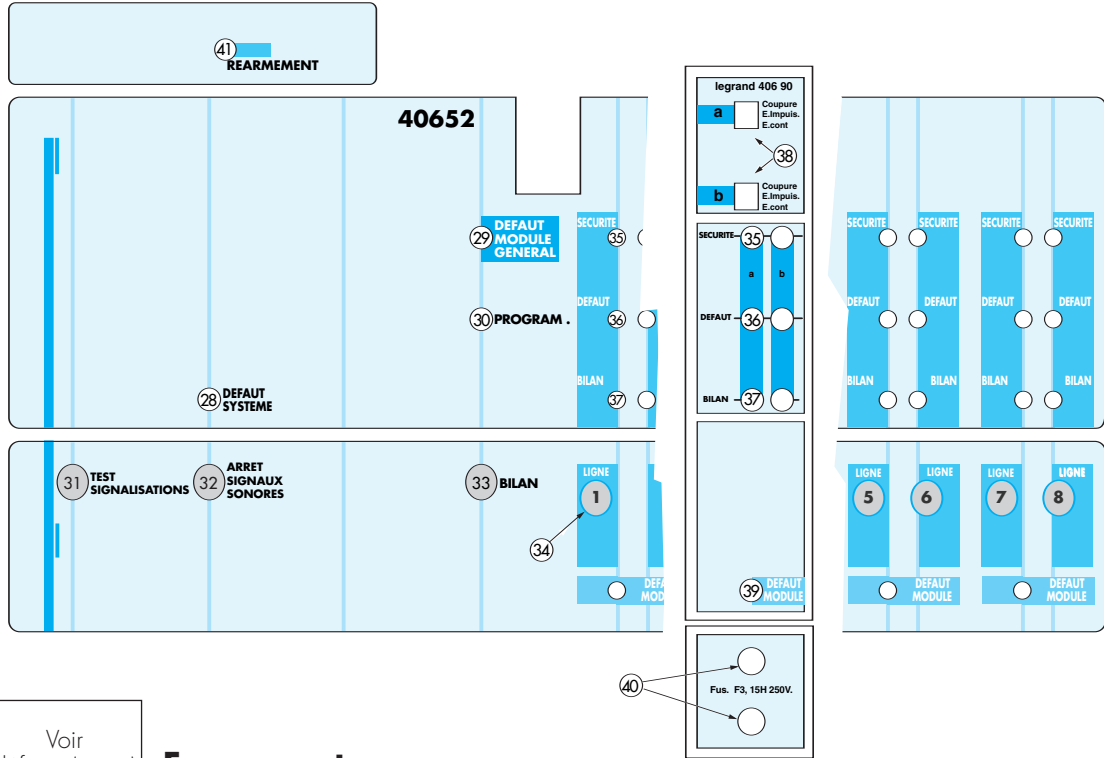 41
REARMEMENT
40652
29
DEFAUT
MODULE
GENERAL
30 PROGRAM .
28 DEFAUT
SYSTEME
SECURITE
35
DEFAUT
36
BILAN
37
31 TEST
SIGNALISATIONS
32 ARRET
SIGNAUX
SONORES
33 BILAN
LIGNE
1
34
legrand 406 90
a
Coupure
E.Impuis.
E.cont
38
b
Coupure
E.Impuis.
E.cont
SECURITE 35
a b
DEFAUT 36
BILAN 37
39 DEFAUT
MODULE
40
Fus. F3, 15H 250V.
SECURITE SECURITE SECURITE SECURITE
DEFAUT DEFAUT DEFAUT DEFAUT
BILAN BILAN BILAN BILAN
LIGNE LIGNE LIGNE LIGNE
5 6 7 8
DEFAUT
MODULE
DEFAUT
MODULE
Voir